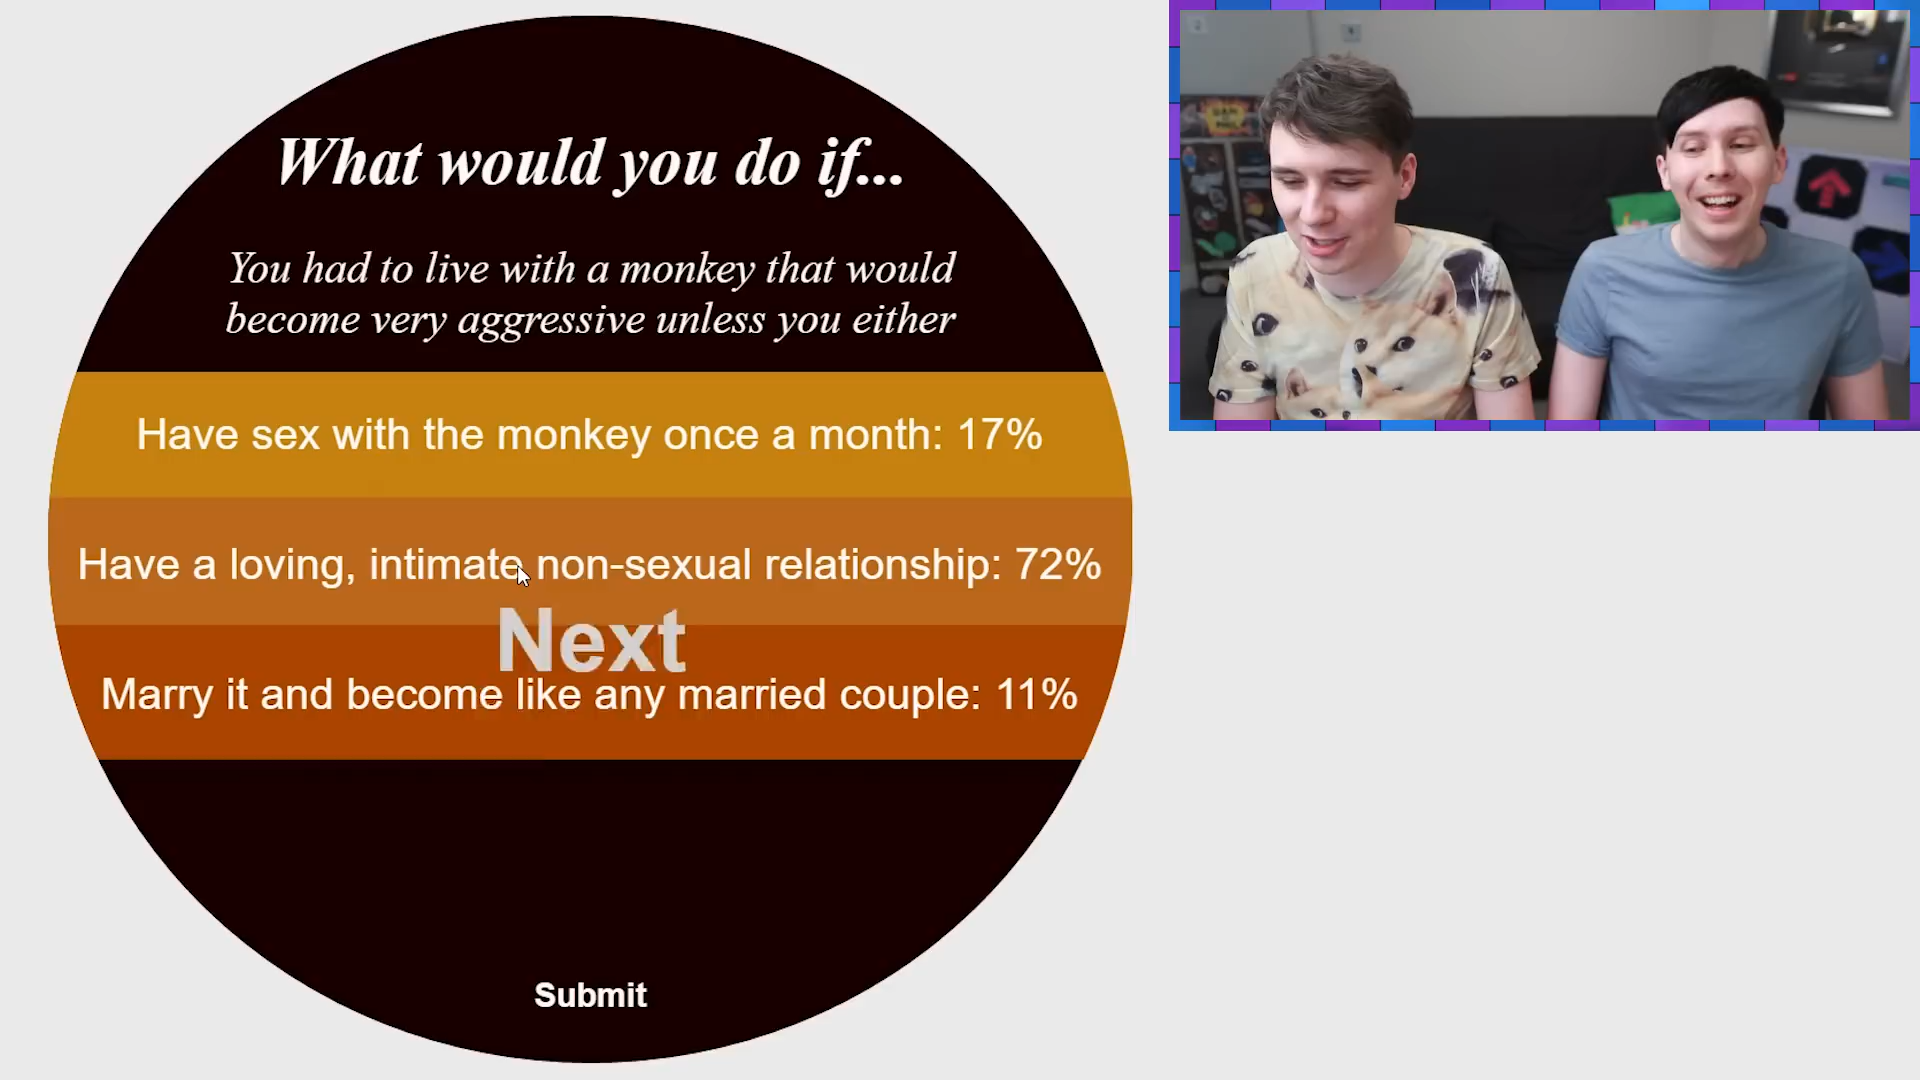 What would you do if...
You had to live with a monkey that would
become very aggressive unless you either
Have sex with the monkey once a month: 17%
Have a loving, intimate non-sexual relationship: 72%
Next
Marry it and become like any married couple: 11%
Submit